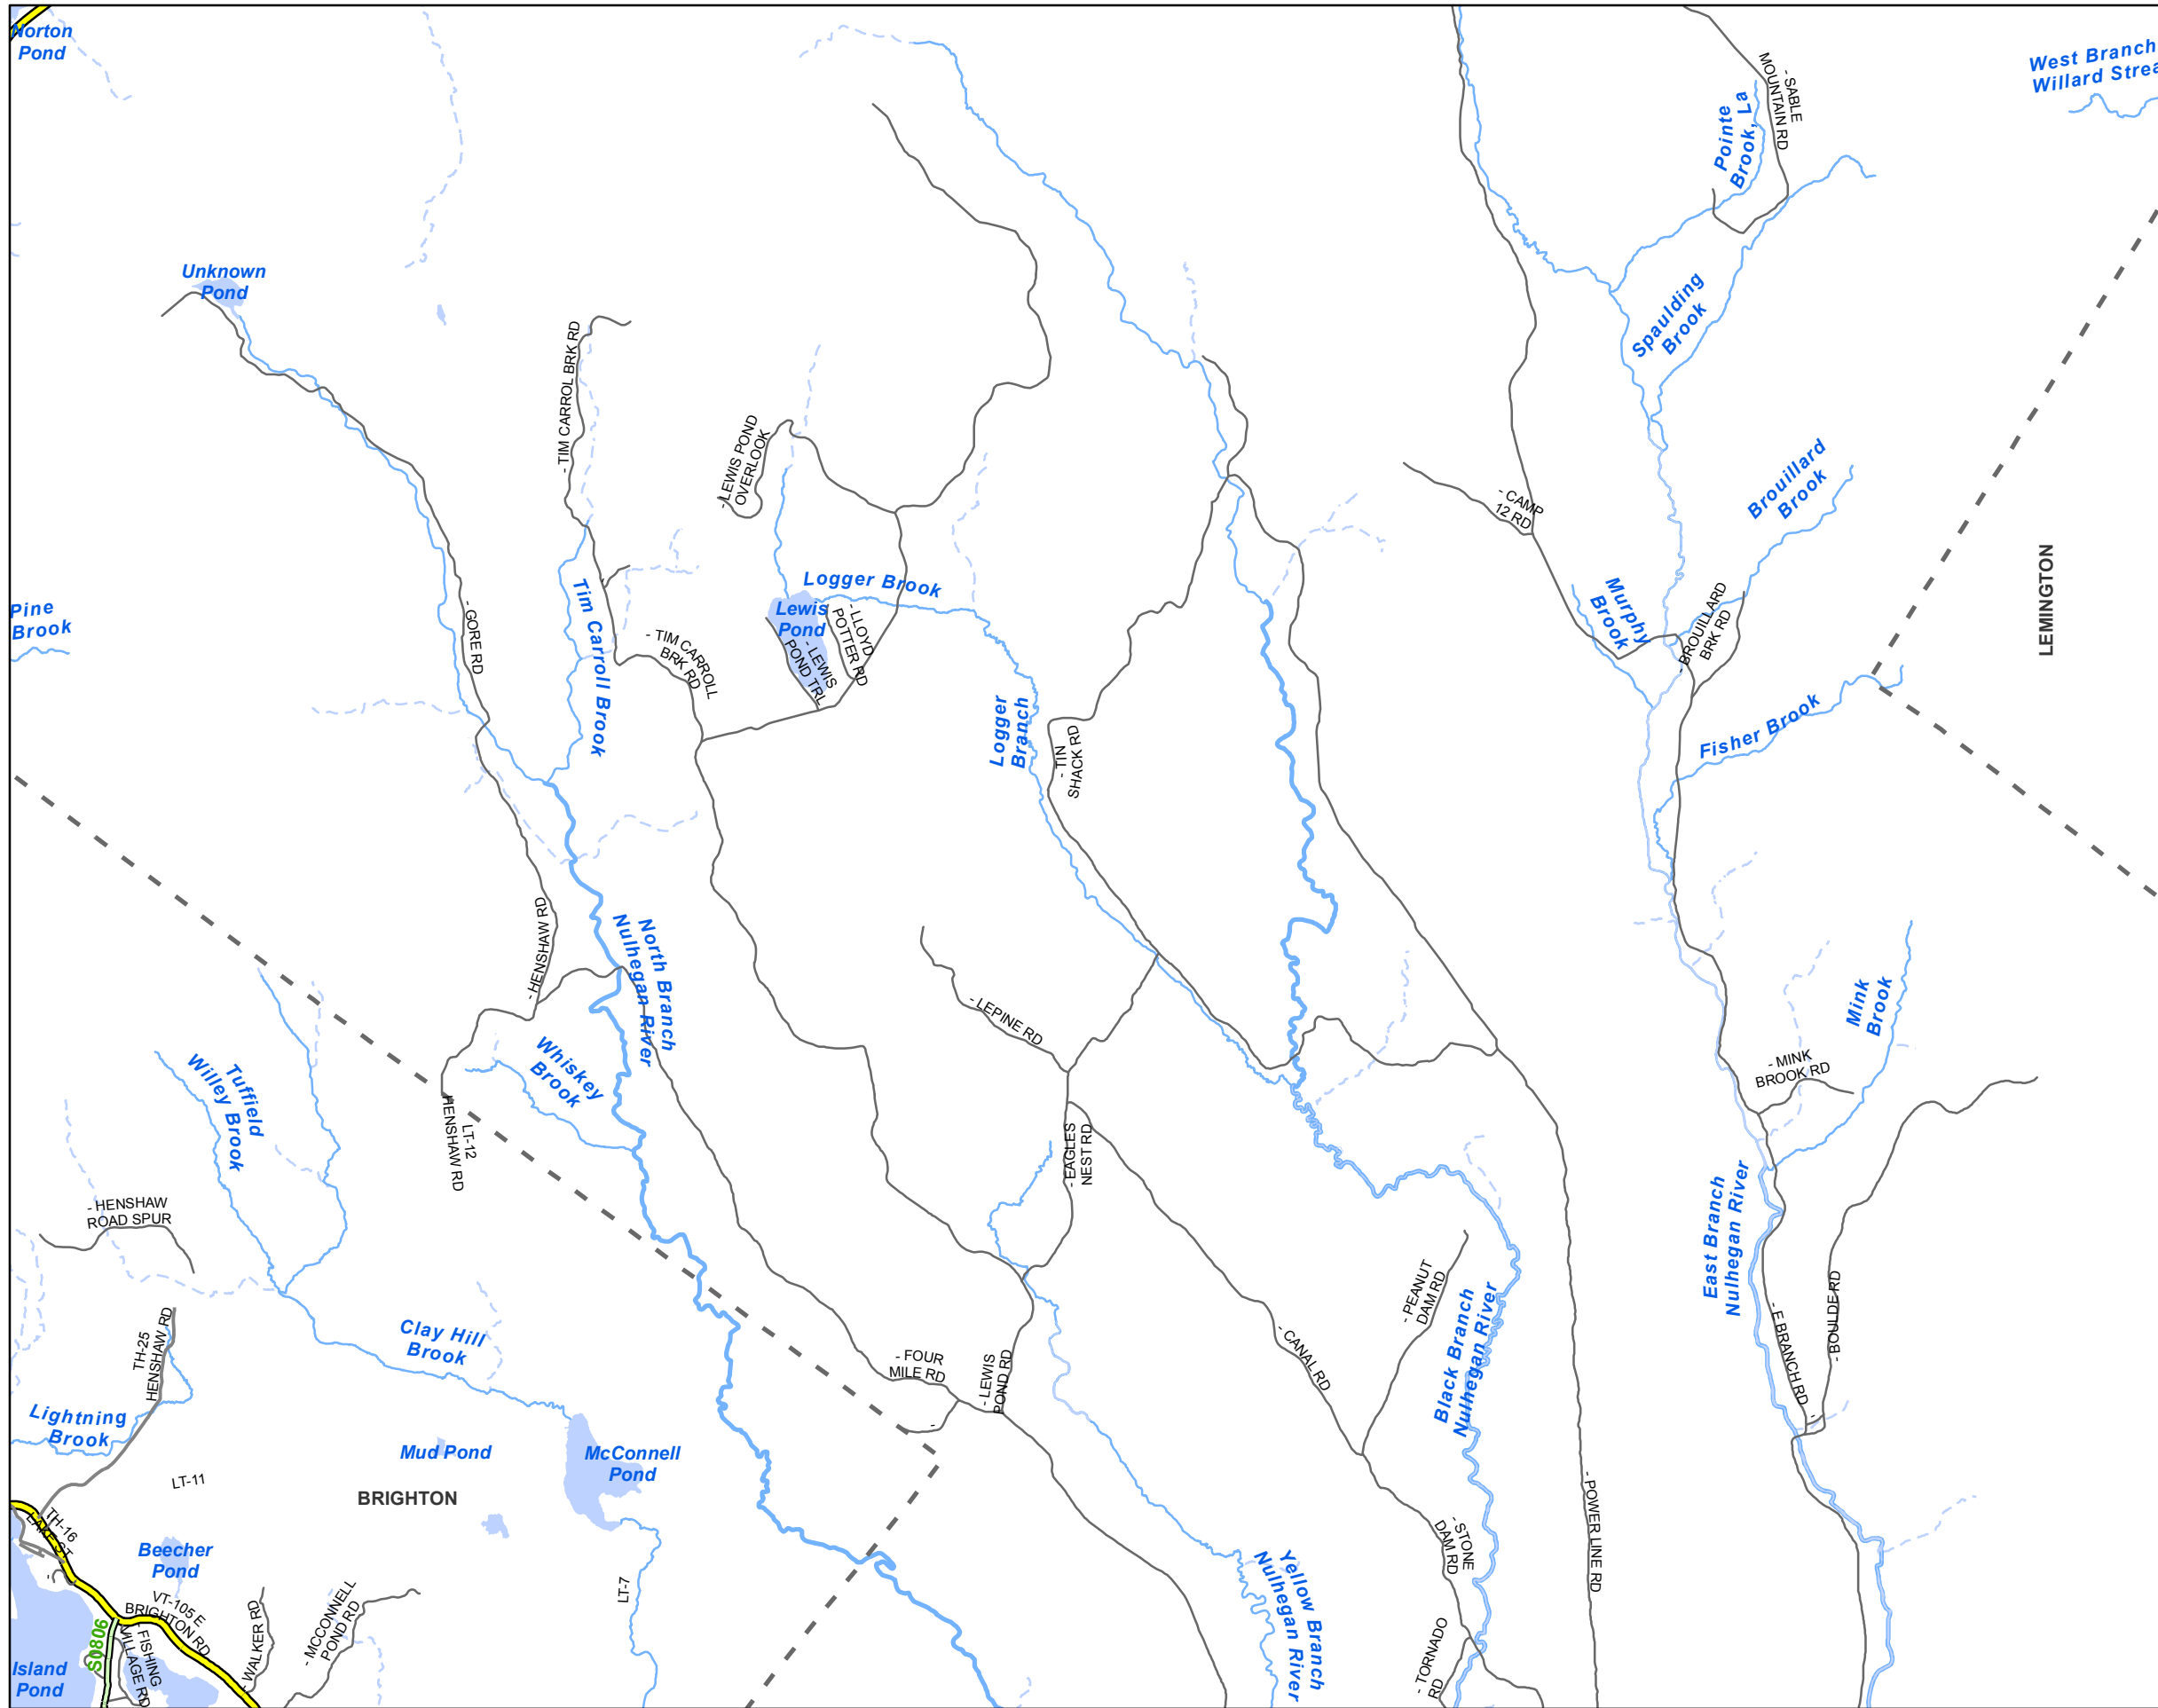 Norton
Pond
West Branch
Willard Strea
- SABLE
MOUNTAIN RD
Pointe
Brook, La
Unknown
Pond
Spaulding
Brook
- TIM CARROL BRK RD
- LEWIS POND
OVERLOOK
Brouillard
Brook
- CAMP
12 RD
LEMINGTON
Logger Brook
Pine
Brook
Lewis
Pond
- LLOYD
POTTER RD
- LEWIS
POND TRL
- GORE RD
Tim Carroll Brook
- TIM CARROLL
BRK RD
Murphy
Brook
- BROUILLARD
BRK RD
Fisher Brook
Logger
Branch
- TIN
SHACK RD
- HENSHAW RD
North Branch
Nulhegan River
- LEPINE RD
Mink
Brook
- MINK
BROOK RD
Whiskey
Brook
Tuffield
Willey Brook
LT-12
HENSHAW RD
- EAGLES
NEST RD
- HENSHAW
ROAD SPUR
East Branch
Nulhegan River
- PEANUT
DAM RD
Black Branch
Nulhegan River
- E BRANCH RD
- BOULDE RD
-
TH-25
HENSHAW RD
Clay Hill
Brook
- FOUR
MILE RD
- LEWIS
POND RD
-
- CANAL RD
Lightning
Brook
Mud Pond
McConnell
Pond
LT-11
BRIGHTON
TH-16
LAKE ST
-
Beecher
Pond
- STONE
DAM RD
- POWER LINE RD
Yellow Branch
Nulhegan River
LT-7
VT-105 E
BRIGHTON RD
- WALKER RD
- MCCONNELL
POND RD
- TORNADO
RD
S0806
FISHING
VILLAGE RD
Island
Pond